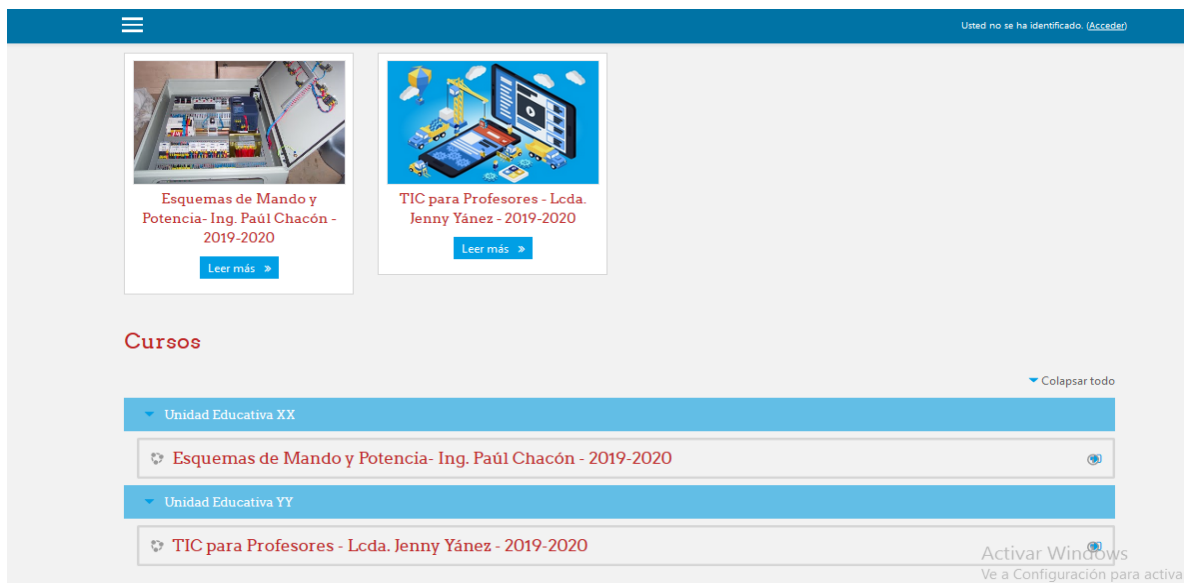 Usted no se ha identificado. (Acceder)
Esquemas de Mando y
Potencia- Ing. Paúl Chacón -
2019-2020
Leer más »
TIC para Profesores - Lcda.
Jenny Yánez - 2019-2020
Leer más »
Cursos
Colapsar todo
Unidad Educativa XX
Esquemas de Mando y Potencia- Ing. Paúl Chacón - 2019-2020
Unidad Educativa YY
TIC para Profesores - Lcda. Jenny Yánez - 2019-2020
Activar Windows
Ve a Configuración para activa